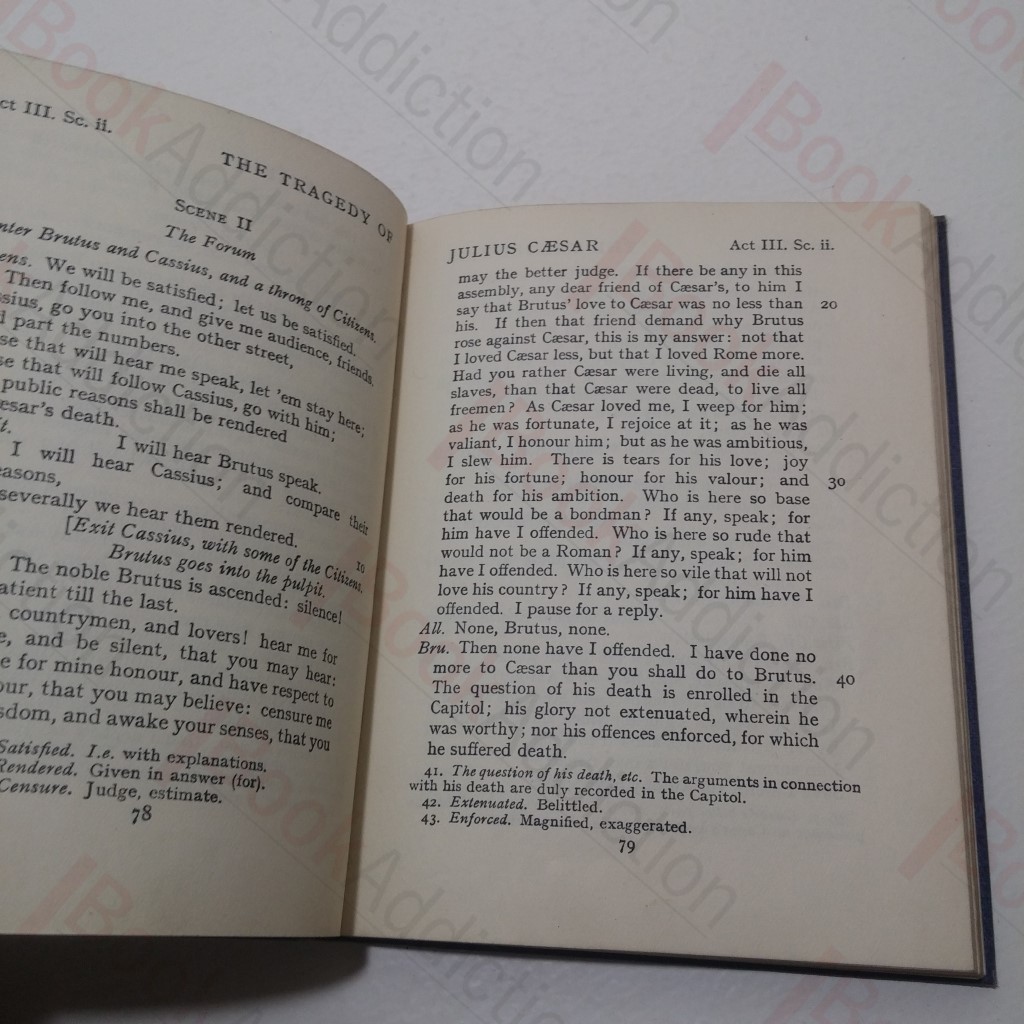 ct III. Sc. ii.
THE TRAGEDY OF
SCENE II
The Forum
nter Brutus and Cassius, and a throng of Citizens.
ens. We will be satisfied; let us be satisfied.
Then follow me, and give me audience, friends.
ssius, go you into the other street,
d part the numbers.
se that will hear me speak, let 'em stay here;
se that will follow Cassius, go with him;
public reasons shall be rendered
esar's death.
it. I will hear Brutus speak.
I will hear Cassius; and compare their
easons,
severally we hear them rendered. 10
[Exit Cassius, with some of the Citizens.
Brutus goes into the pulpit.
The noble Brutus is ascended: silence!
atient till the last.
countrymen, and lovers! hear me for
e, and be silent, that you may hear:
e for mine honour, and have respect to
our, that you may believe: censure me
sdom, and awake your senses, that you
Satisfied. I.e. with explanations.
Rendered. Given in answer (for).
Censure. Judge, estimate.
78
JULIUS CÆSAR Act III. Sc. ii.
may the better judge. If there be any in this
assembly, any dear friend of Cæsar's, to him I
say that Brutus' love to Cæsar was no less than 20
his. If then that friend demand why Brutus
rose against Cæsar, this is my answer: not that
I loved Cæsar less, but that I loved Rome more.
Had you rather Cæsar were living, and die all
slaves, than that Cæsar were dead, to live all
freemen? As Cæsar loved me, I weep for him;
as he was fortunate, I rejoice at it; as he was
valiant, I honour him; but as he was ambitious,
I slew him. There is tears for his love; joy
for his fortune; honour for his valour; and 30
death for his ambition. Who is here so base
that would be a bondman? If any, speak; for
him have I offended. Who is here so rude that
would not be a Roman? If any, speak; for him
have I offended. Who is here so vile that will not
love his country? If any, speak; for him have I
offended. I pause for a reply.
All. None, Brutus, none.
Bru. Then none have I offended. I have done no
more to Cæsar than you shall do to Brutus. 40
The question of his death is enrolled in the
Capitol; his glory not extenuated, wherein he
was worthy; nor his offences enforced, for which
he suffered death.
41. The question of his death, etc. The arguments in connection
with his death are duly recorded in the Capitol.
42. Extenuated. Belittled.
43. Enforced. Magnified, exaggerated.
79
BookAddiction